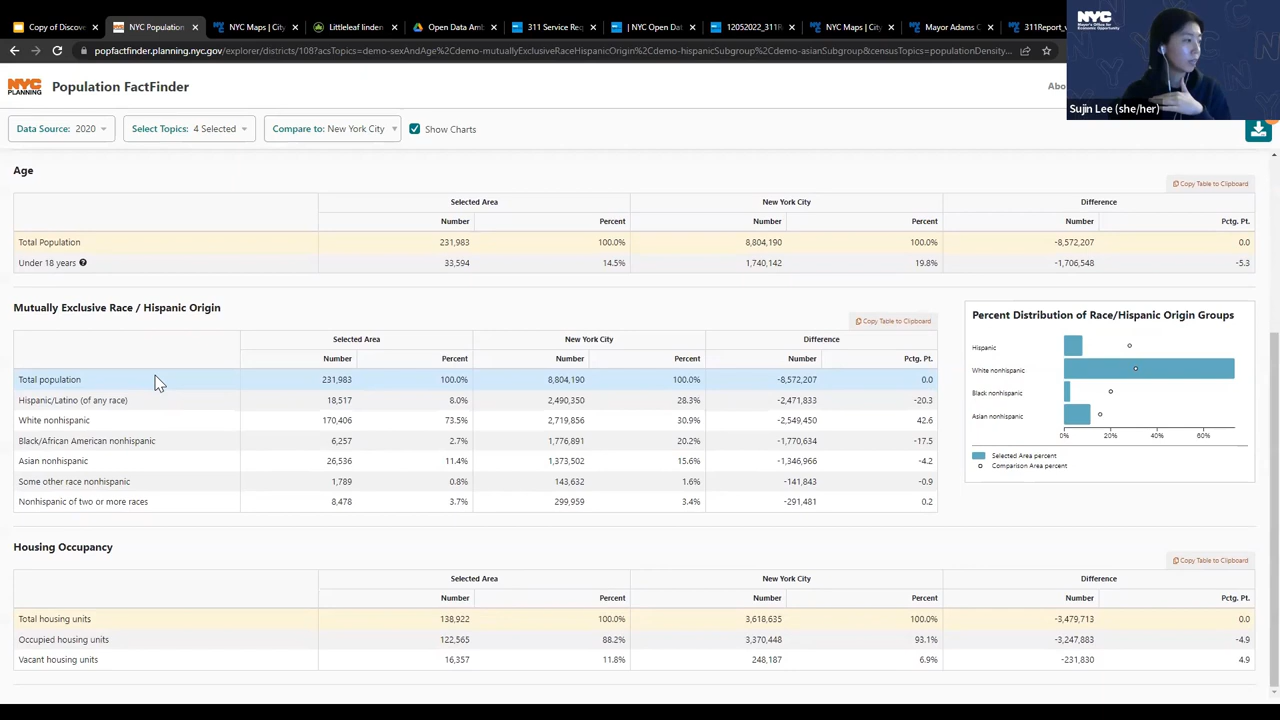 Copy of Discove
NYC Population
NYC Maps | City
Littleleaf finder
Open Data Amb
311 Service Req
| NYC Open Dat
12052022_311R
NYC Maps | City
Mayor Adams C
311Report_v
popfactfinder.planning.nyc.gov/explorer/districts/108?acsTopics=demo-sexAndAge%2Cdemo-mutuallyExclusiveRaceHispanicOrigin%2Cdemo-hispanicSubgroup%2Cdemo-asianSubgroup&censusTopics=populationDensity...
NYC
Mayor's Office for
Economic Opportunity
Sujin Lee (she/her)
NYC
PLANNING
Population FactFinder
Abo
Data Source: 2020
Select Topics: 4 Selected
Compare to: New York City
Show Charts
Age
Copy Table to Clipboard
Selected Area New York City Difference
Number Percent Number Percent Number Pctg. Pt.
Total Population 231,983 100.0% 8,804,190 100.0% -8,572,207 0.0
Under 18 years 33,594 14.5% 1,740,142 19.8% -1,706,548 -5.3
Mutually Exclusive Race / Hispanic Origin
Copy Table to Clipboard
Selected Area New York City Difference
Number Percent Number Percent Number Pctg. Pt.
Total population 231,983 100.0% 8,804,190 100.0% -8,572,207 0.0
Hispanic/Latino (of any race) 18,517 8.0% 2,490,350 28.3% -2,471,833 -20.3
White nonhispanic 170,406 73.5% 2,719,856 30.9% -2,549,450 42.6
Black/African American nonhispanic 6,257 2.7% 1,776,891 20.2% -1,770,634 -17.5
Asian nonhispanic 26,536 11.4% 1,373,502 15.6% -1,346,966 -4.2
Some other race nonhispanic 1,789 0.8% 143,632 1.6% -141,843 -0.9
Nonhispanic of two or more races 8,478 3.7% 299,959 3.4% -291,481 0.2
Percent Distribution of Race/Hispanic Origin Groups
Hispanic
White nonhispanic
Black nonhispanic
Asian nonhispanic
0% 20% 40% 60%
Selected Area percent
Comparison Area percent
Housing Occupancy
Copy Table to Clipboard
Selected Area New York City Difference
Number Percent Number Percent Number Pctg. Pt.
Total housing units 138,922 100.0% 3,618,635 100.0% -3,479,713 0.0
Occupied housing units 122,565 88.2% 3,370,448 93.1% -3,247,883 -4.9
Vacant housing units 16,357 11.8% 248,187 6.9% -231,830 4.9